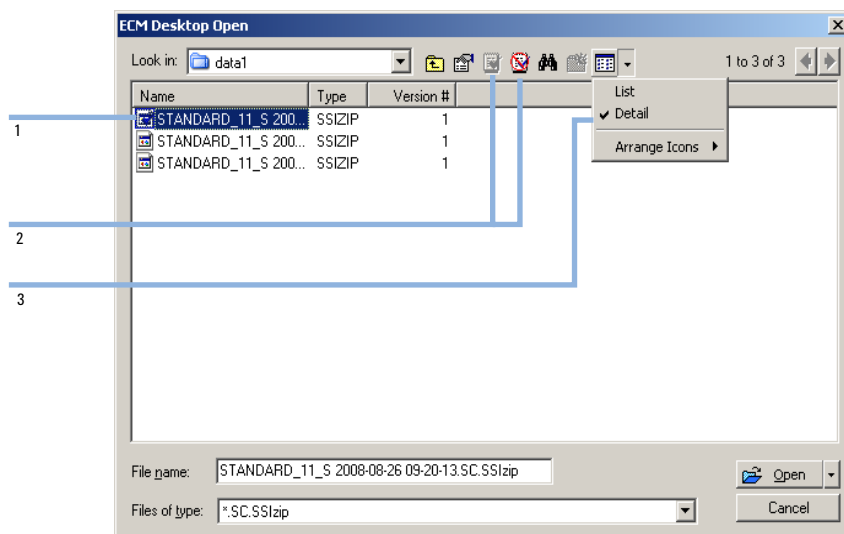 ECM Desktop Open
Look in: data1
1 to 3 of 3
Name Type Version #
STANDARD_11_S 200... SSIZIP 1
STANDARD_11_S 200... SSIZIP 1
STANDARD_11_S 200... SSIZIP 1
List
Detail
Arrange Icons
1
2
3
File name: STANDARD_11_S 2008-08-26 09-20-13.SC.SSIzip
Open
Files of type: *.SC.SSIzip
Cancel